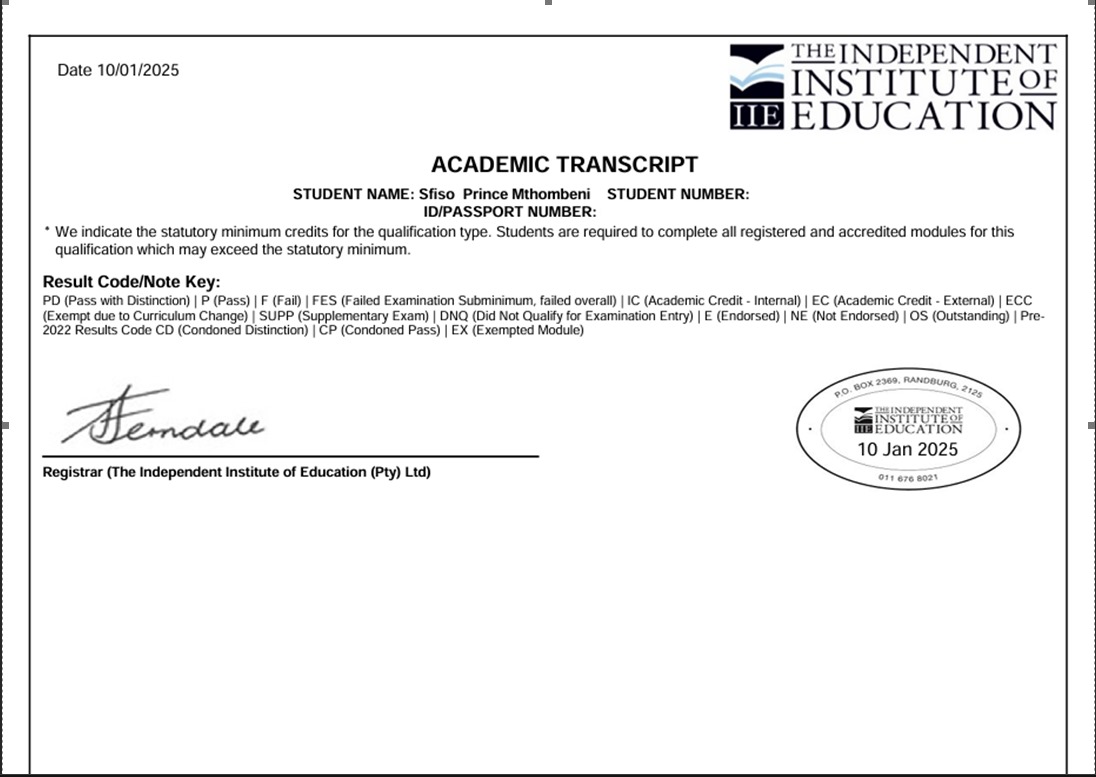 Date 10/01/2025
THE INDEPENDENT
INSTITUTE OF
IIE EDUCATION
ACADEMIC TRANSCRIPT
STUDENT NAME: Sfiso Prince Mthombeni STUDENT NUMBER:
ID/PASSPORT NUMBER:
* We indicate the statutory minimum credits for the qualification type. Students are required to complete all registered and accredited modules for this
qualification which may exceed the statutory minimum.
Result Code/Note Key:
PD (Pass with Distinction) | P (Pass) | F (Fail) | FES (Failed Examination Subminimum, failed overall) | IC (Academic Credit - Internal) | EC (Academic Credit - External) | ECC
(Exempt due to Curriculum Change) | SUPP (Supplementary Exam) | DNQ (Did Not Qualify for Examination Entry) | E (Endorsed) | NE (Not Endorsed) | OS (Outstanding) | Pre-
2022 Results Code CD (Condoned Distinction) | CP (Condoned Pass) | EX (Exempted Module)
Registrar (The Independent Institute of Education (Pty) Ltd)
P.O. BOX 2369, RANDBURG, 2125
THE INDEPENDENT
INSTITUTE OF
IIE EDUCATION
10 Jan 2025
011 676 8021